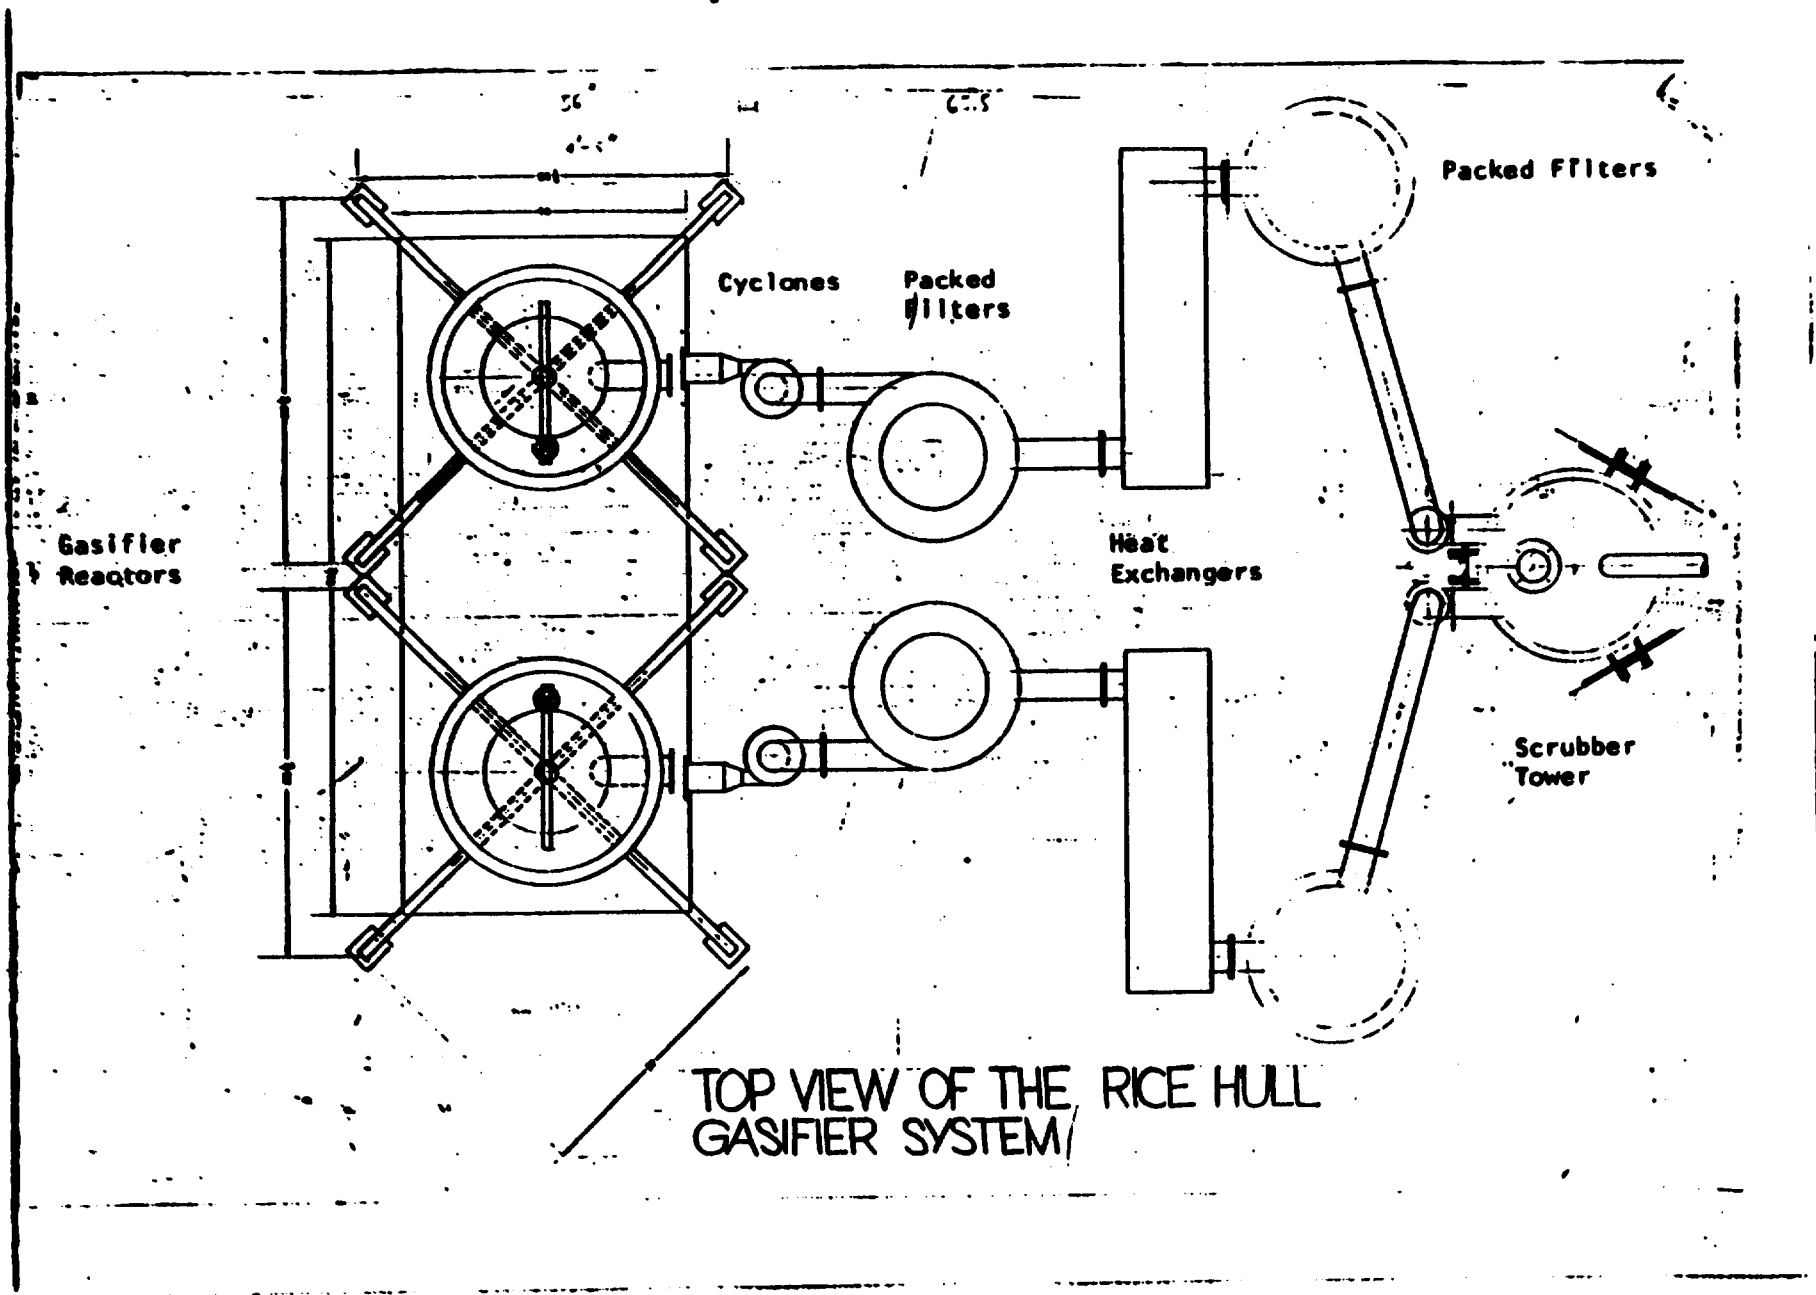 Packed Filters
Cyclones
Packed
Filters
Gasifier
Reactors
Heat
Exchangers
Scrubber
Tower
TOP VIEW OF THE RICE HULL
GASIFIER SYSTEM